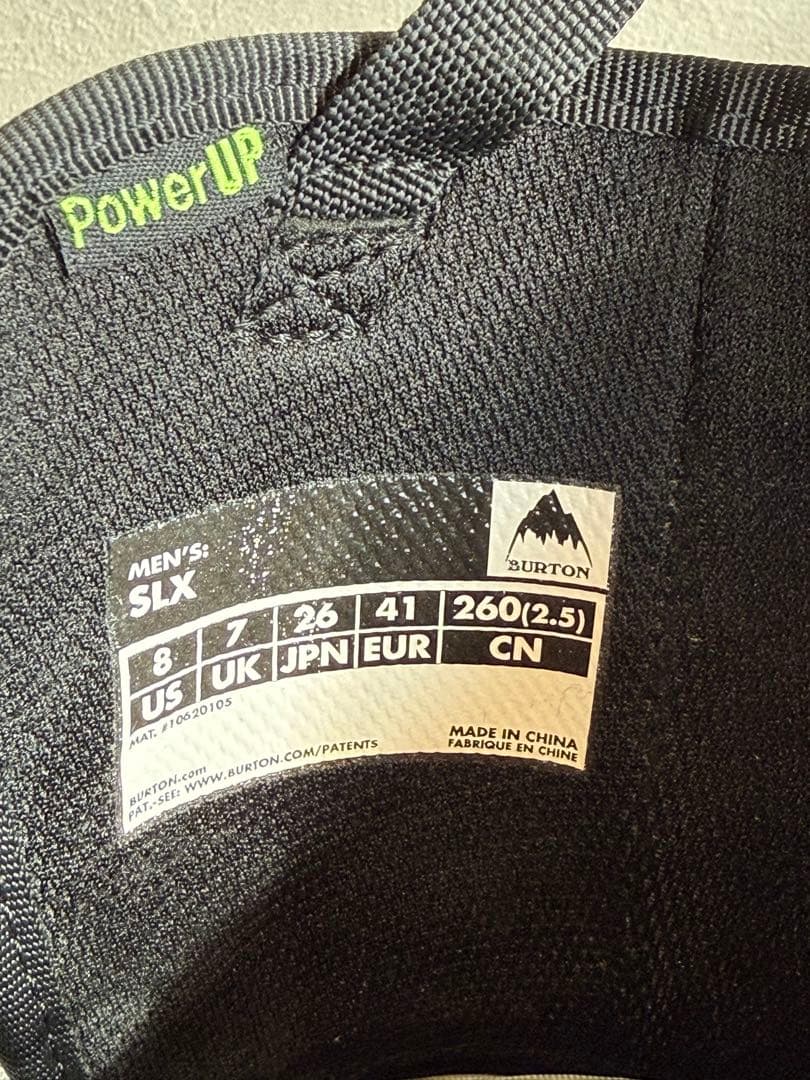 PowerUP
MEN'S:
SLX
BURTON
8 7 26 41 260(2.5)
US UK JPN EUR CN
MAT. #10620105
MADE IN CHINA
FABRIQUE EN CHINE
BURTON.com
PAT.-SEE: WWW.BURTON.COM/PATENTS